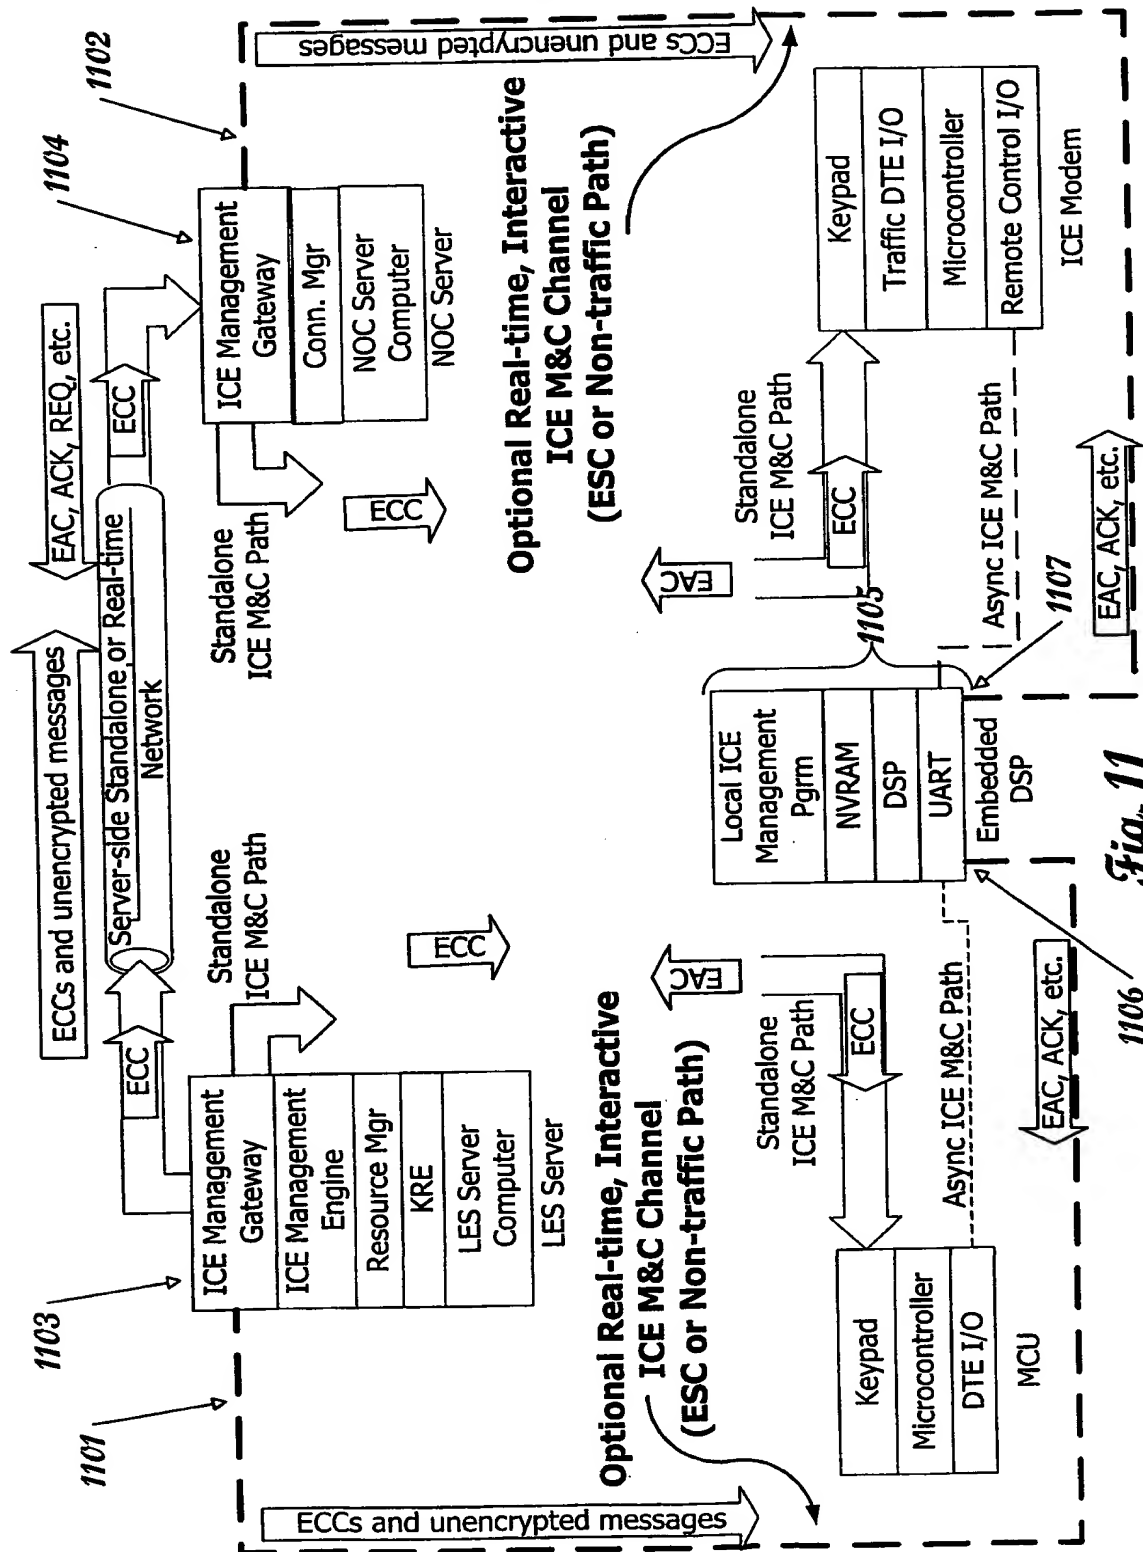 1101
1103
1104
1102
ECCs and unencrypted messages
EAC, ACK, REQ, etc.
ECC
Server-side Standalone or Real-time
Network
ECC
ICE Management
Gateway
ICE Management
Engine
Resource Mgr
KRE
LES Server
Computer
LES Server
Standalone
ICE M&C Path
ECC
ICE Management
Gateway
Conn. Mgr
NOC Server
Computer
NOC Server
Standalone
ICE M&C Path
ECC
ECCs and unencrypted messages
ECCs and unencrypted messages
Optional Real-time, Interactive
ICE M&C Channel
(ESC or Non-traffic Path)
Optional Real-time, Interactive
ICE M&C Channel
(ESC or Non-traffic Path)
EAC
Standalone
ICE M&C Path
ECC
Keypad
Microcontroller
DTE I/O
MCU
Async ICE M&C Path
EAC, ACK, etc.
1106
Local ICE
Management
Pgrm
NVRAM
DSP
UART
Embedded
DSP
1105
1107
EAC
Standalone
ICE M&C Path
ECC
Keypad
Traffic DTE I/O
Microcontroller
Remote Control I/O
ICE Modem
Async ICE M&C Path
EAC, ACK, etc.
Fig. 11